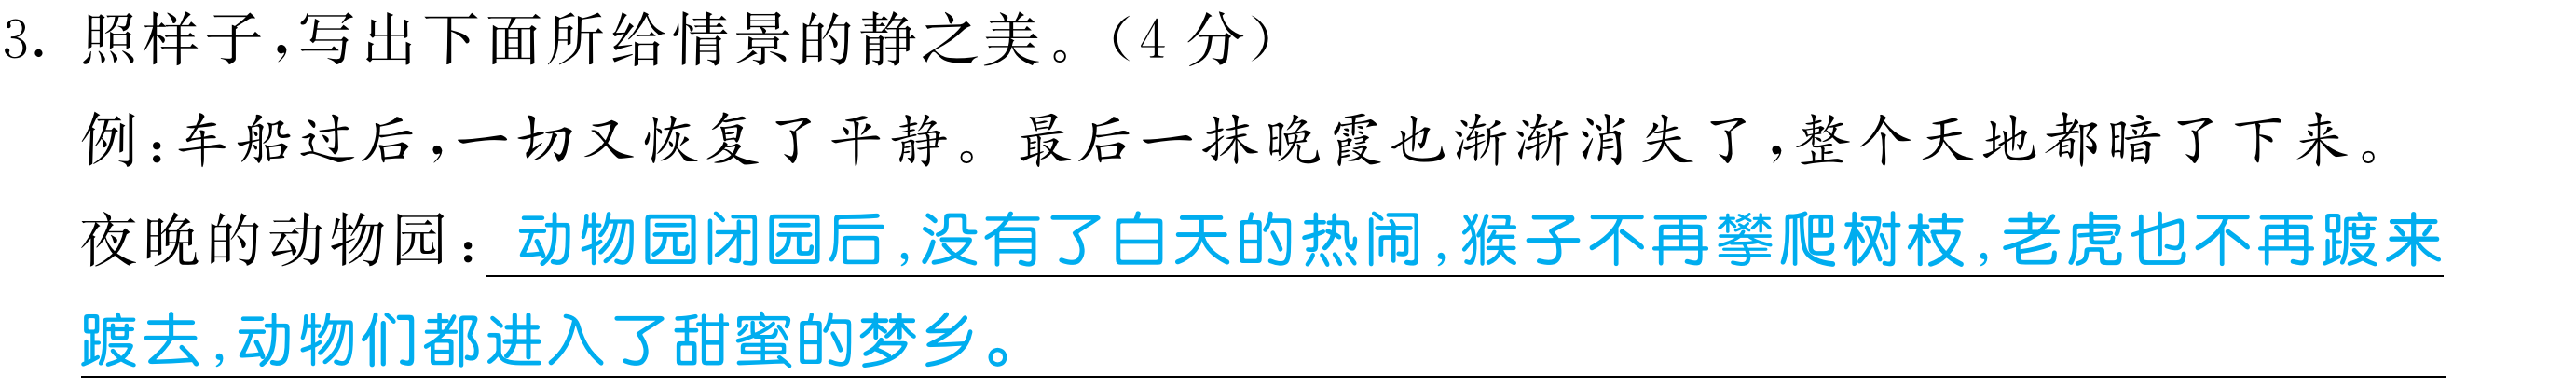 3. 照样子,写出下面所给情景的静之美。(4 分)
例:车船过后,一切又恢复了平静。最后一抹晚霞也渐渐消失了,整个天地都暗了下来。
夜晚的动物园:动物园闭园后,没有了白天的热闹,猴子不再攀爬树枝,老虎也不再踱来
踱去,动物们都进入了甜蜜的梦乡。